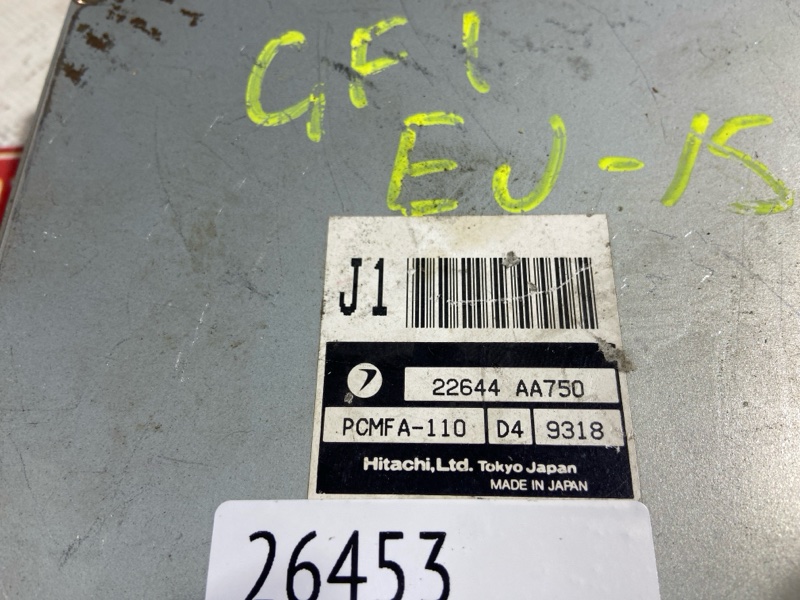 GF1
EJ-15
J1
22644 AA750
PCMFA-110 D4 9318
Hitachi,Ltd. Tokyo Japan
MADE IN JAPAN
26453